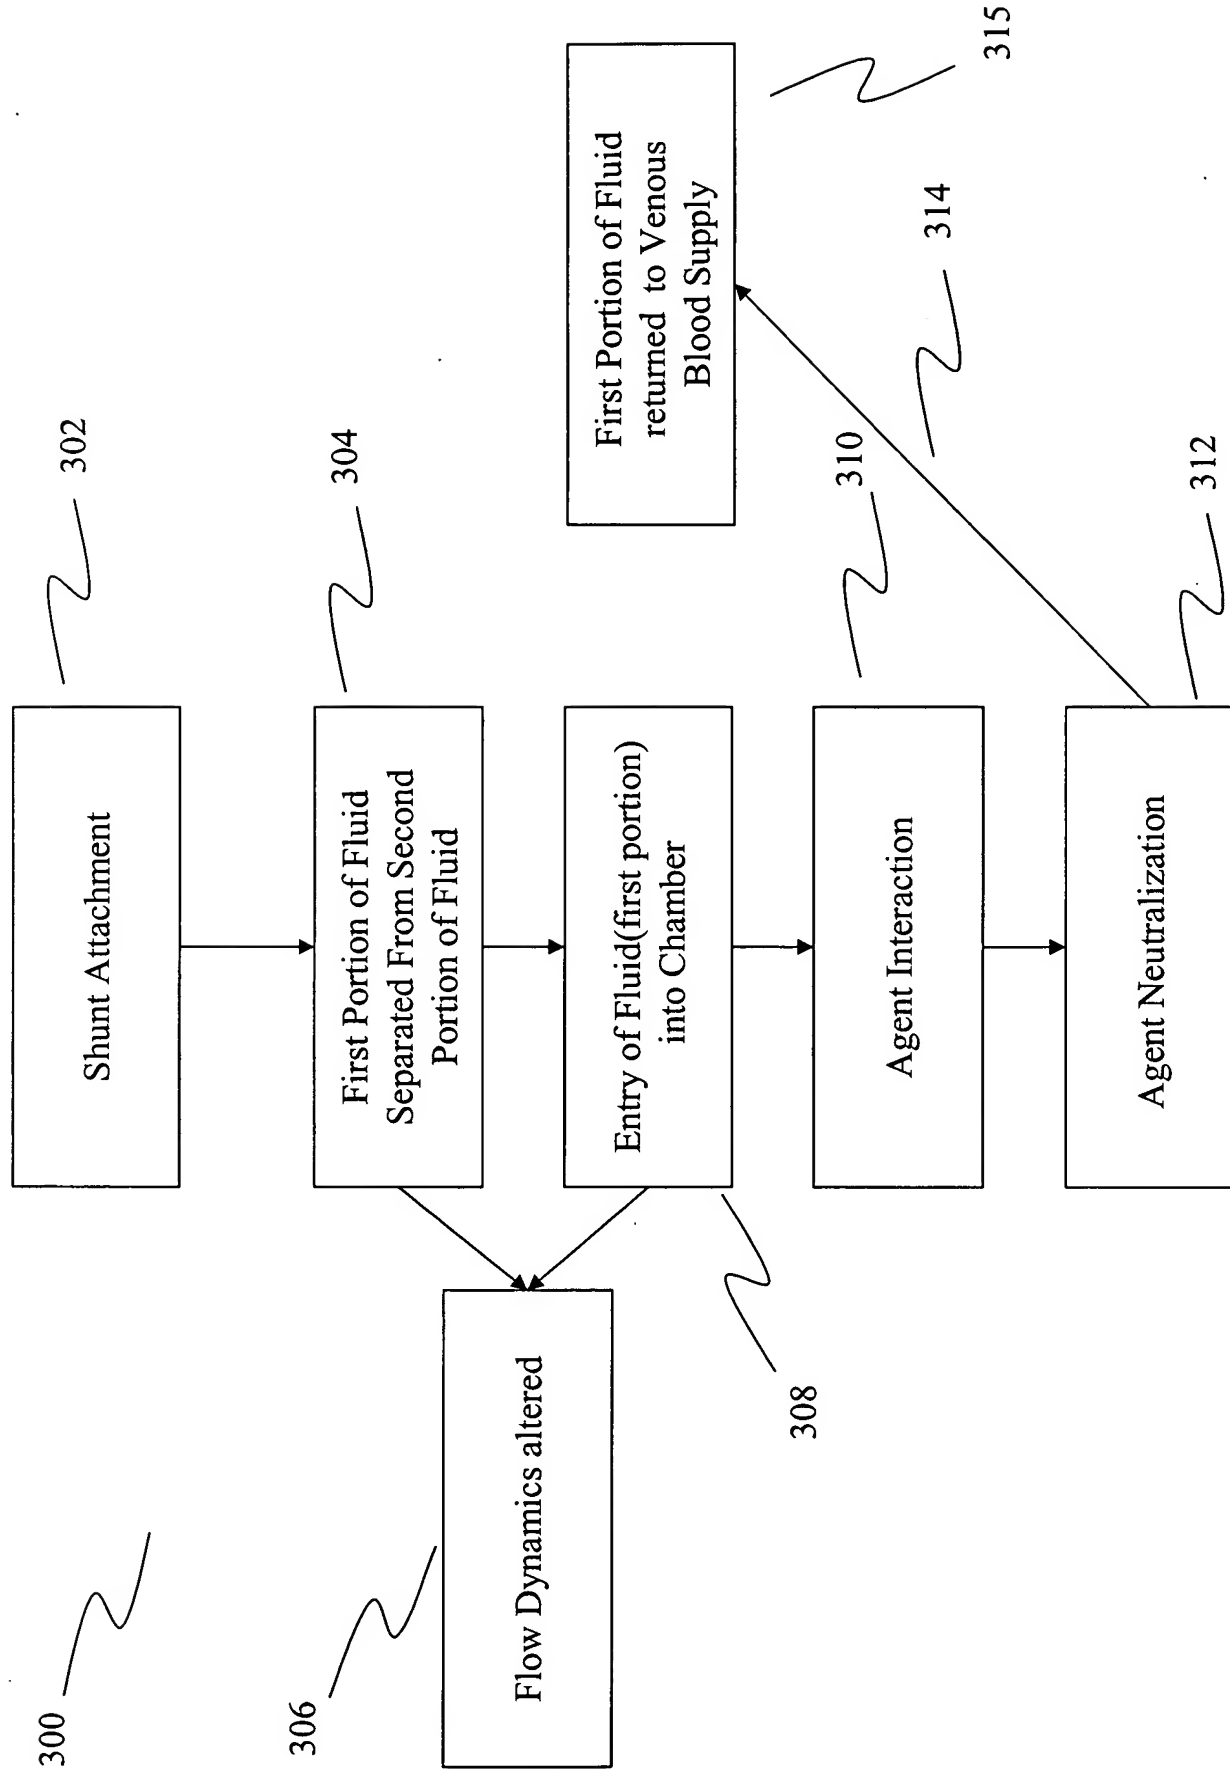 300
302
Shunt Attachment
304
First Portion of Fluid
Separated From Second
Portion of Fluid
306
Flow Dynamics altered
308
Entry of Fluid(first portion)
into Chamber
310
Agent Interaction
312
Agent Neutralization
314
315
First Portion of Fluid
returned to Venous
Blood Supply